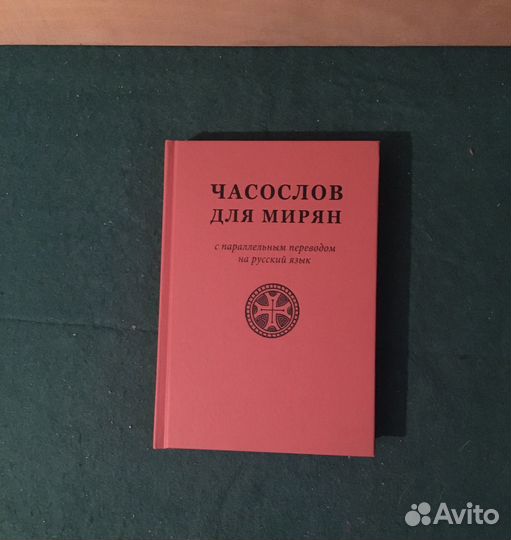 ЧАСОСЛОВ
ДЛЯ МИРЯН
с параллельным переводом
на русский язык
Avito